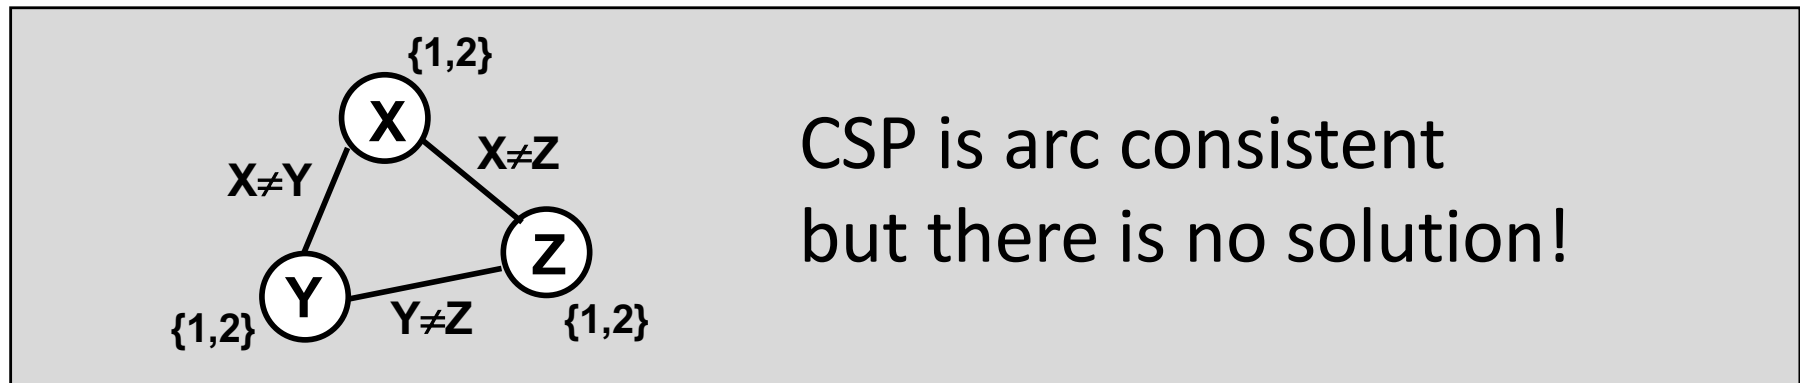 {1,2}
X
X≠Z
X≠Y
Z
Y
Y≠Z
{1,2}
{1,2}
CSP is arc consistent
but there is no solution!